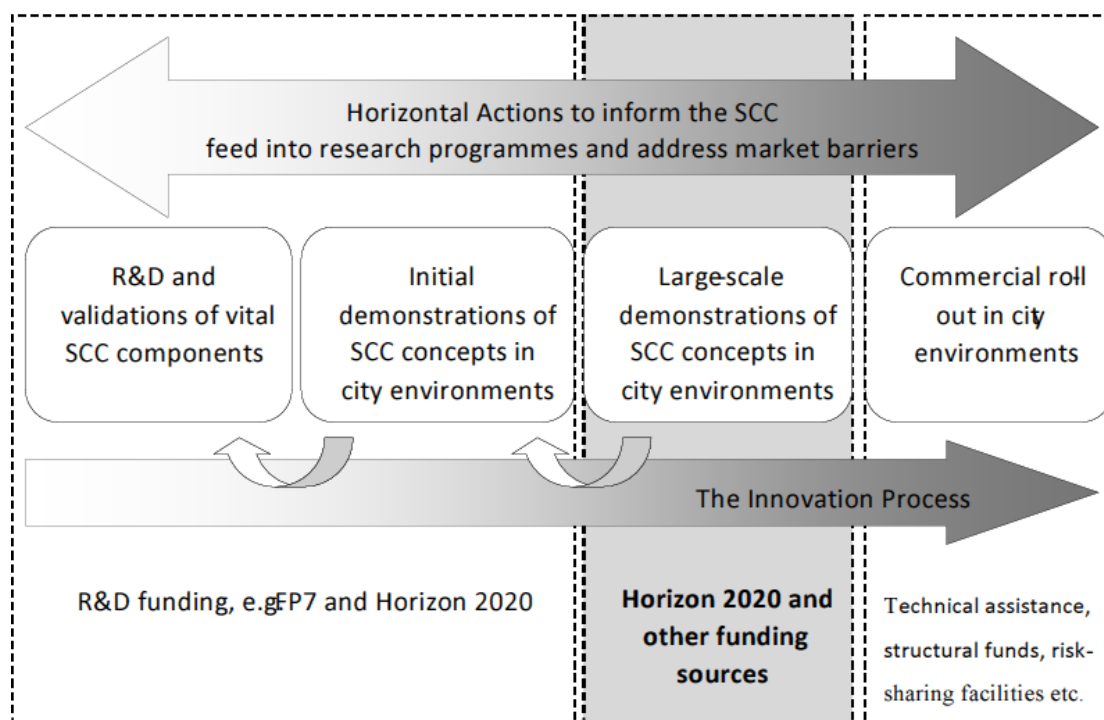 Horizontal Actions to inform the SCC
feed into research programmes and address market barriers
R&D and
validations of vital
SCC components
Initial
demonstrations of
SCC concepts in
city environments
Large-scale
demonstrations of
SCC concepts in
city environments
Commercial roll-
out in city
environments
The Innovation Process
R&D funding, e.g.FP7 and Horizon 2020
Horizon 2020 and
other funding
sources
Technical assistance,
structural funds, risk-
sharing facilities etc.